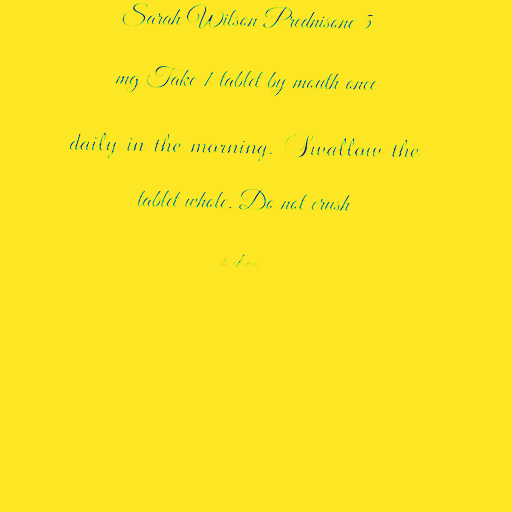 Sarah Wilson Prednisone 5
mg Take 1 tablet by mouth once
daily in the morning. Swallow the
tablet whole. Do not crush